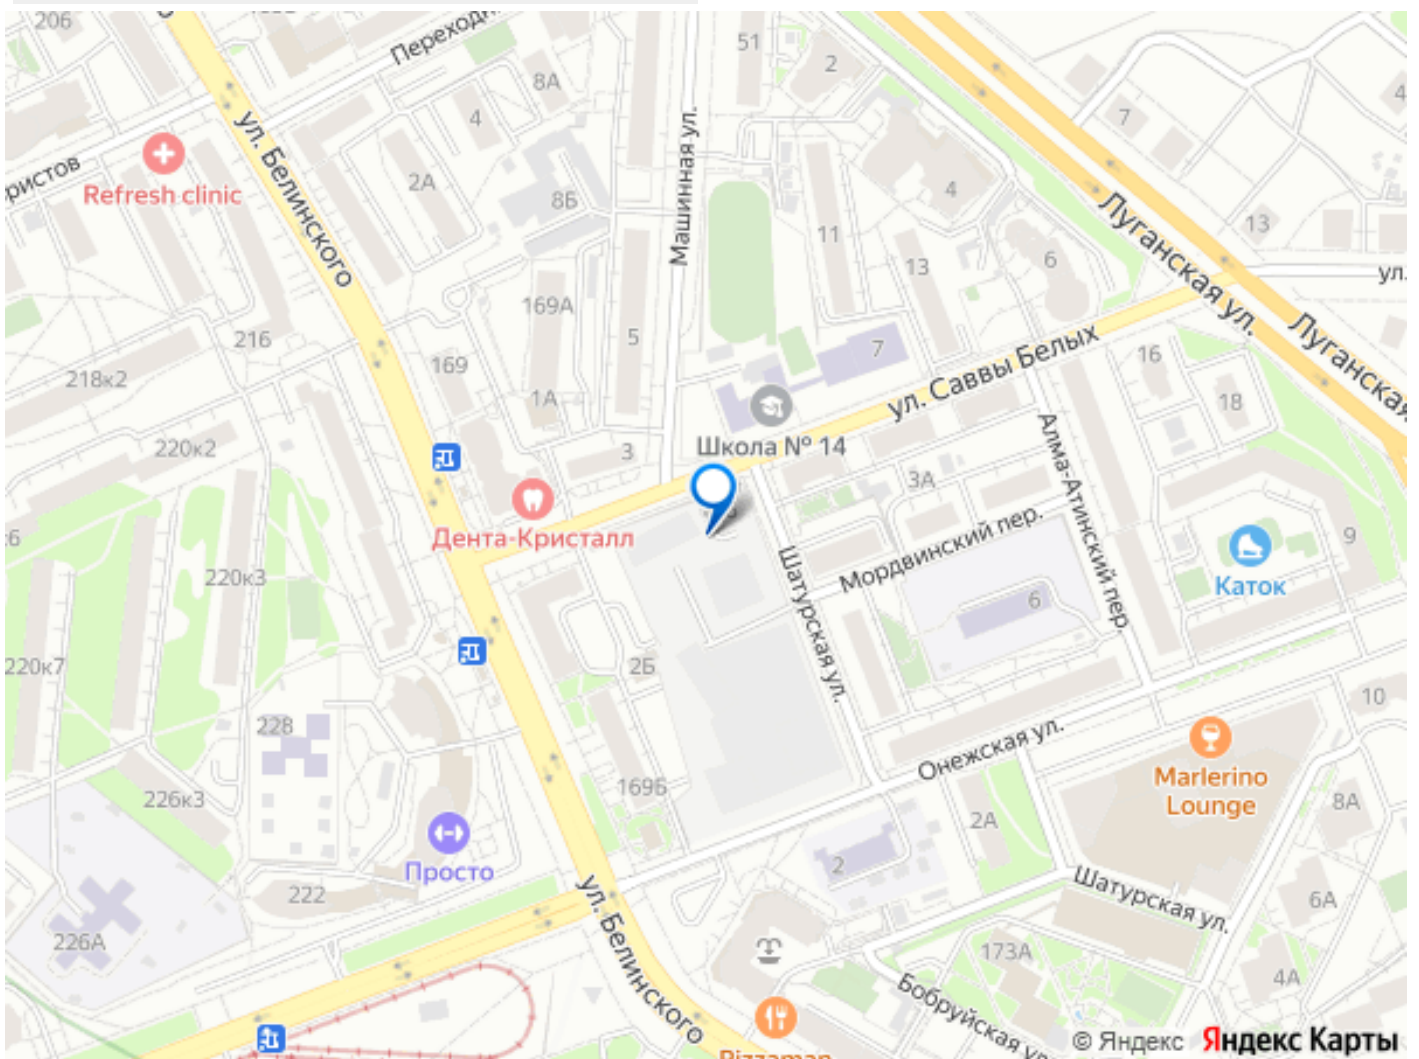 206
51
2
8А
4
7
ул. Белинского
Машинная ул.
Refresh clinic
2А
8Б
4
11
13
13
6
Луганская ул.
ул.
169А
5
216
218к2
169
7
ул. Саввы Белых
16
Луганская
1А
18
Школа № 14
220к2
3
3А
Алма-Атинский пер.
Дента-Кристалл
Мордвинский пер.
9
Каток
220к3
Шатурская ул.
6
220к7
2Б
228
10
Онежская ул.
Marlerino
Lounge
226к3
169Б
2А
8А
Просто
2
222
Шатурская ул.
6А
226А
ул. Белинского
173А
4А
Бобруйская ул.
Pizzaman
© Яндекс Яндекс Карты